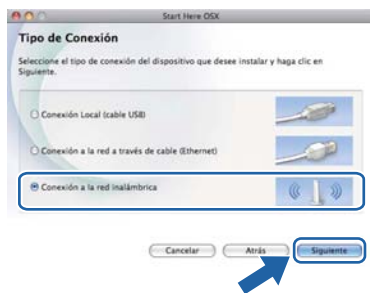 Start Here OSX
Tipo de Conexión
Seleccione el tipo de conexión del dispositivo que desee instalar y haga clic en
Siguiente.
Conexión Local (cable USB)
Conexión a la red a través de cable (Ethernet)
Conexión a la red inalámbrica
Cancelar
Atrás
Siguiente